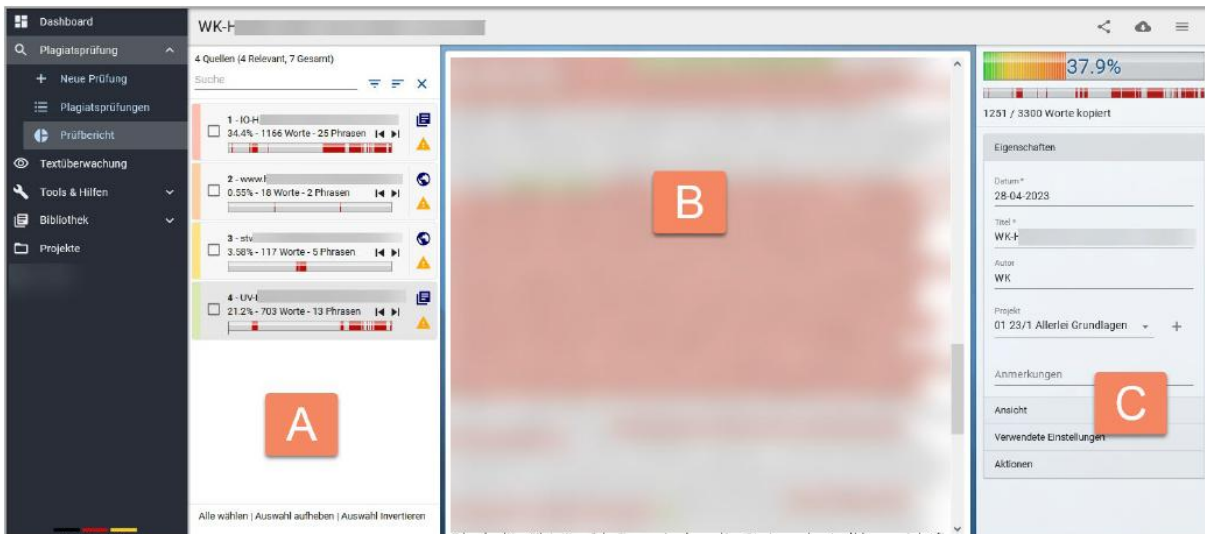 Dashboard
Plagiatsprüfung
Neue Prüfung
Plagiatsprüfungen
Prüfbericht
Textüberwachung
Tools & Hilfen
Bibliothek
Projekte
WK-H
4 Quellen (4 Relevant, 7 Gesamt)
Suche
1 - IO-H
34.4% - 1166 Worte - 25 Phrasen
2 - www.
0.55% - 18 Worte - 2 Phrasen
3 - stv
3.58% - 117 Worte - 5 Phrasen
4 - UV-
21.2% - 703 Worte - 13 Phrasen
A
Alle wählen | Auswahl aufheben | Auswahl Invertieren
B
37.9%
1251 / 3300 Worte kopiert
Eigenschaften
Datum *
28-04-2023
Titel *
WK-H
Autor
WK
Projekt
01 23/1 Allerlei Grundlagen
Anmerkungen
C
Ansicht
Verwendete Einstellungen
Aktionen